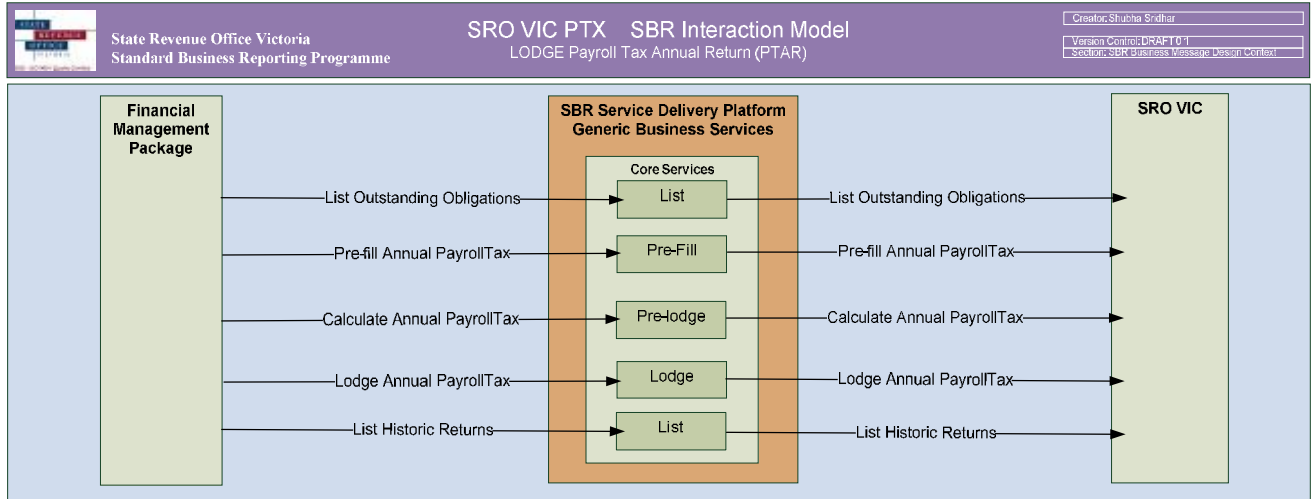 STATE
REVENUE
OFFICE
VICTORIA
State Revenue Office Victoria
Standard Business Reporting Programme
SRO VIC PTX SBR Interaction Model
LODGE Payroll Tax Annual Return (PTAR)
Creator: Shubha Sridhar
Version Control: DRAFT 0.1
Section: SBR Business Message Design Context
Financial
Management
Package
SBR Service Delivery Platform
Generic Business Services
SRO VIC
Core Services
List Outstanding Obligations
List
List Outstanding Obligations
Pre-fill Annual PayrollTax
Pre-Fill
Pre-fill Annual PayrollTax
Calculate Annual PayrollTax
Pre-lodge
Calculate Annual PayrollTax
Lodge Annual PayrollTax
Lodge
Lodge Annual PayrollTax
List Historic Returns
List
List Historic Returns